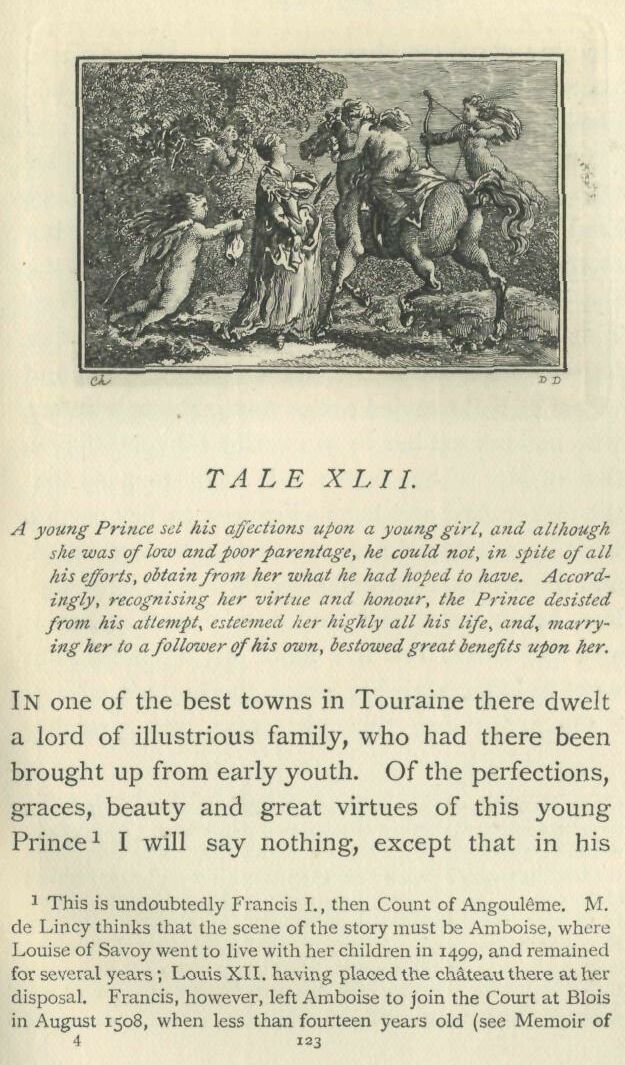 Ch D D
TALE XLII.
A young Prince set his affections upon a young girl, and although
she was of low and poor parentage, he could not, in spite of all
his efforts, obtain from her what he had hoped to have. Accord-
ingly, recognising her virtue and honour, the Prince desisted
from his attempt, esteemed her highly all his life, and, marry-
ing her to a follower of his own, bestowed great benefits upon her.
IN one of the best towns in Touraine there dwelt
a lord of illustrious family, who had there been
brought up from early youth. Of the perfections,
graces, beauty and great virtues of this young
Prince¹ I will say nothing, except that in his
¹ This is undoubtedly Francis I., then Count of Angoulême. M.
de Lincy thinks that the scene of the story must be Amboise, where
Louise of Savoy went to live with her children in 1499, and remained
for several years; Louis XII. having placed the château there at her
disposal. Francis, however, left Amboise to join the Court at Blois
in August 1508, when less than fourteen years old (see Memoir of
4 123